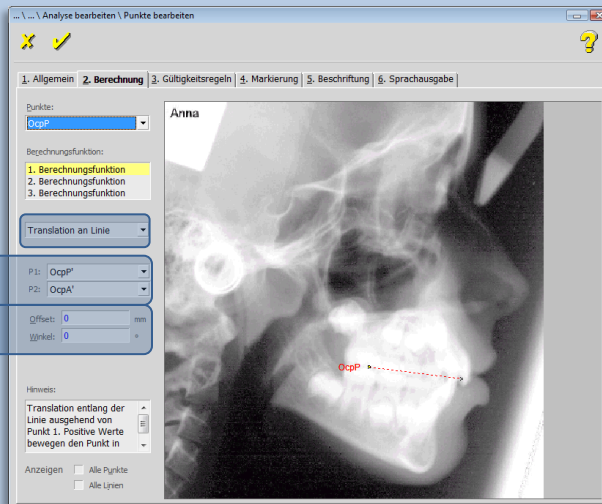 ... \ ... \ Analyse bearbeiten \ Punkte bearbeiten
1. Allgemein 2. Berechnung 3. Gültigkeitsregeln 4. Markierung 5. Beschriftung 6. Sprachausgabe
Punkte:
OcpP
Berechnungsfunktion:
1. Berechnungsfunktion
2. Berechnungsfunktion
3. Berechnungsfunktion
Translation an Linie
P1: OcpP'
P2: OcpA'
Offset: 0 mm
Winkel: 0 °
Hinweis:
Translation entlang der
Linie ausgehend von
Punkt 1. Positive Werte
bewegen den Punkt in
Anzeigen Alle Punkte
Alle Linien
Anna
OcpP